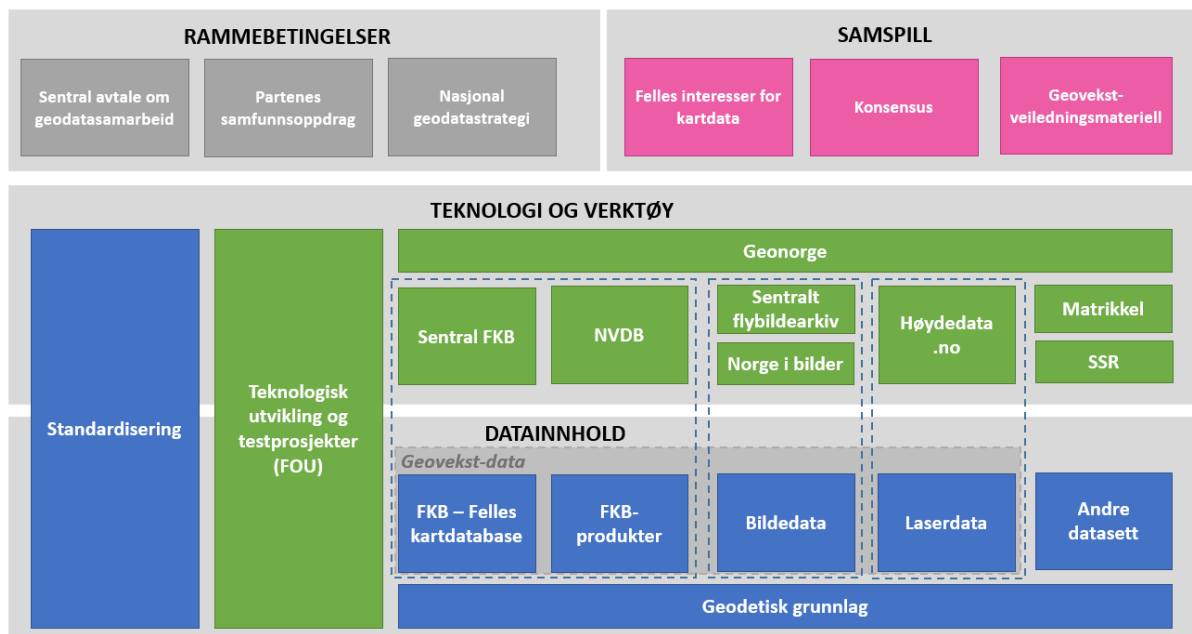 RAMMEBETINGELSER
Sentral avtale om
geodatasamarbeid
Partenes
samfunnsoppdrag
Nasjonal
geodatastrategi
SAMSPILL
Felles interesser for
kartdata
Konsensus
Geovekst-
veiledningsmateriell
TEKNOLOGI OG VERKTØY
Standardisering
Teknologisk
utvikling og
testprosjekter
(FOU)
Geonorge
Sentral FKB
NVDB
Sentralt
flybildearkiv
Norge i bilder
Høydedata
.no
Matrikkel
SSR
DATAINNHOLD
Geovekst-data
FKB – Felles
kartdatabase
FKB-
produkter
Bildedata
Laserdata
Andre
datasett
Geodetisk grunnlag